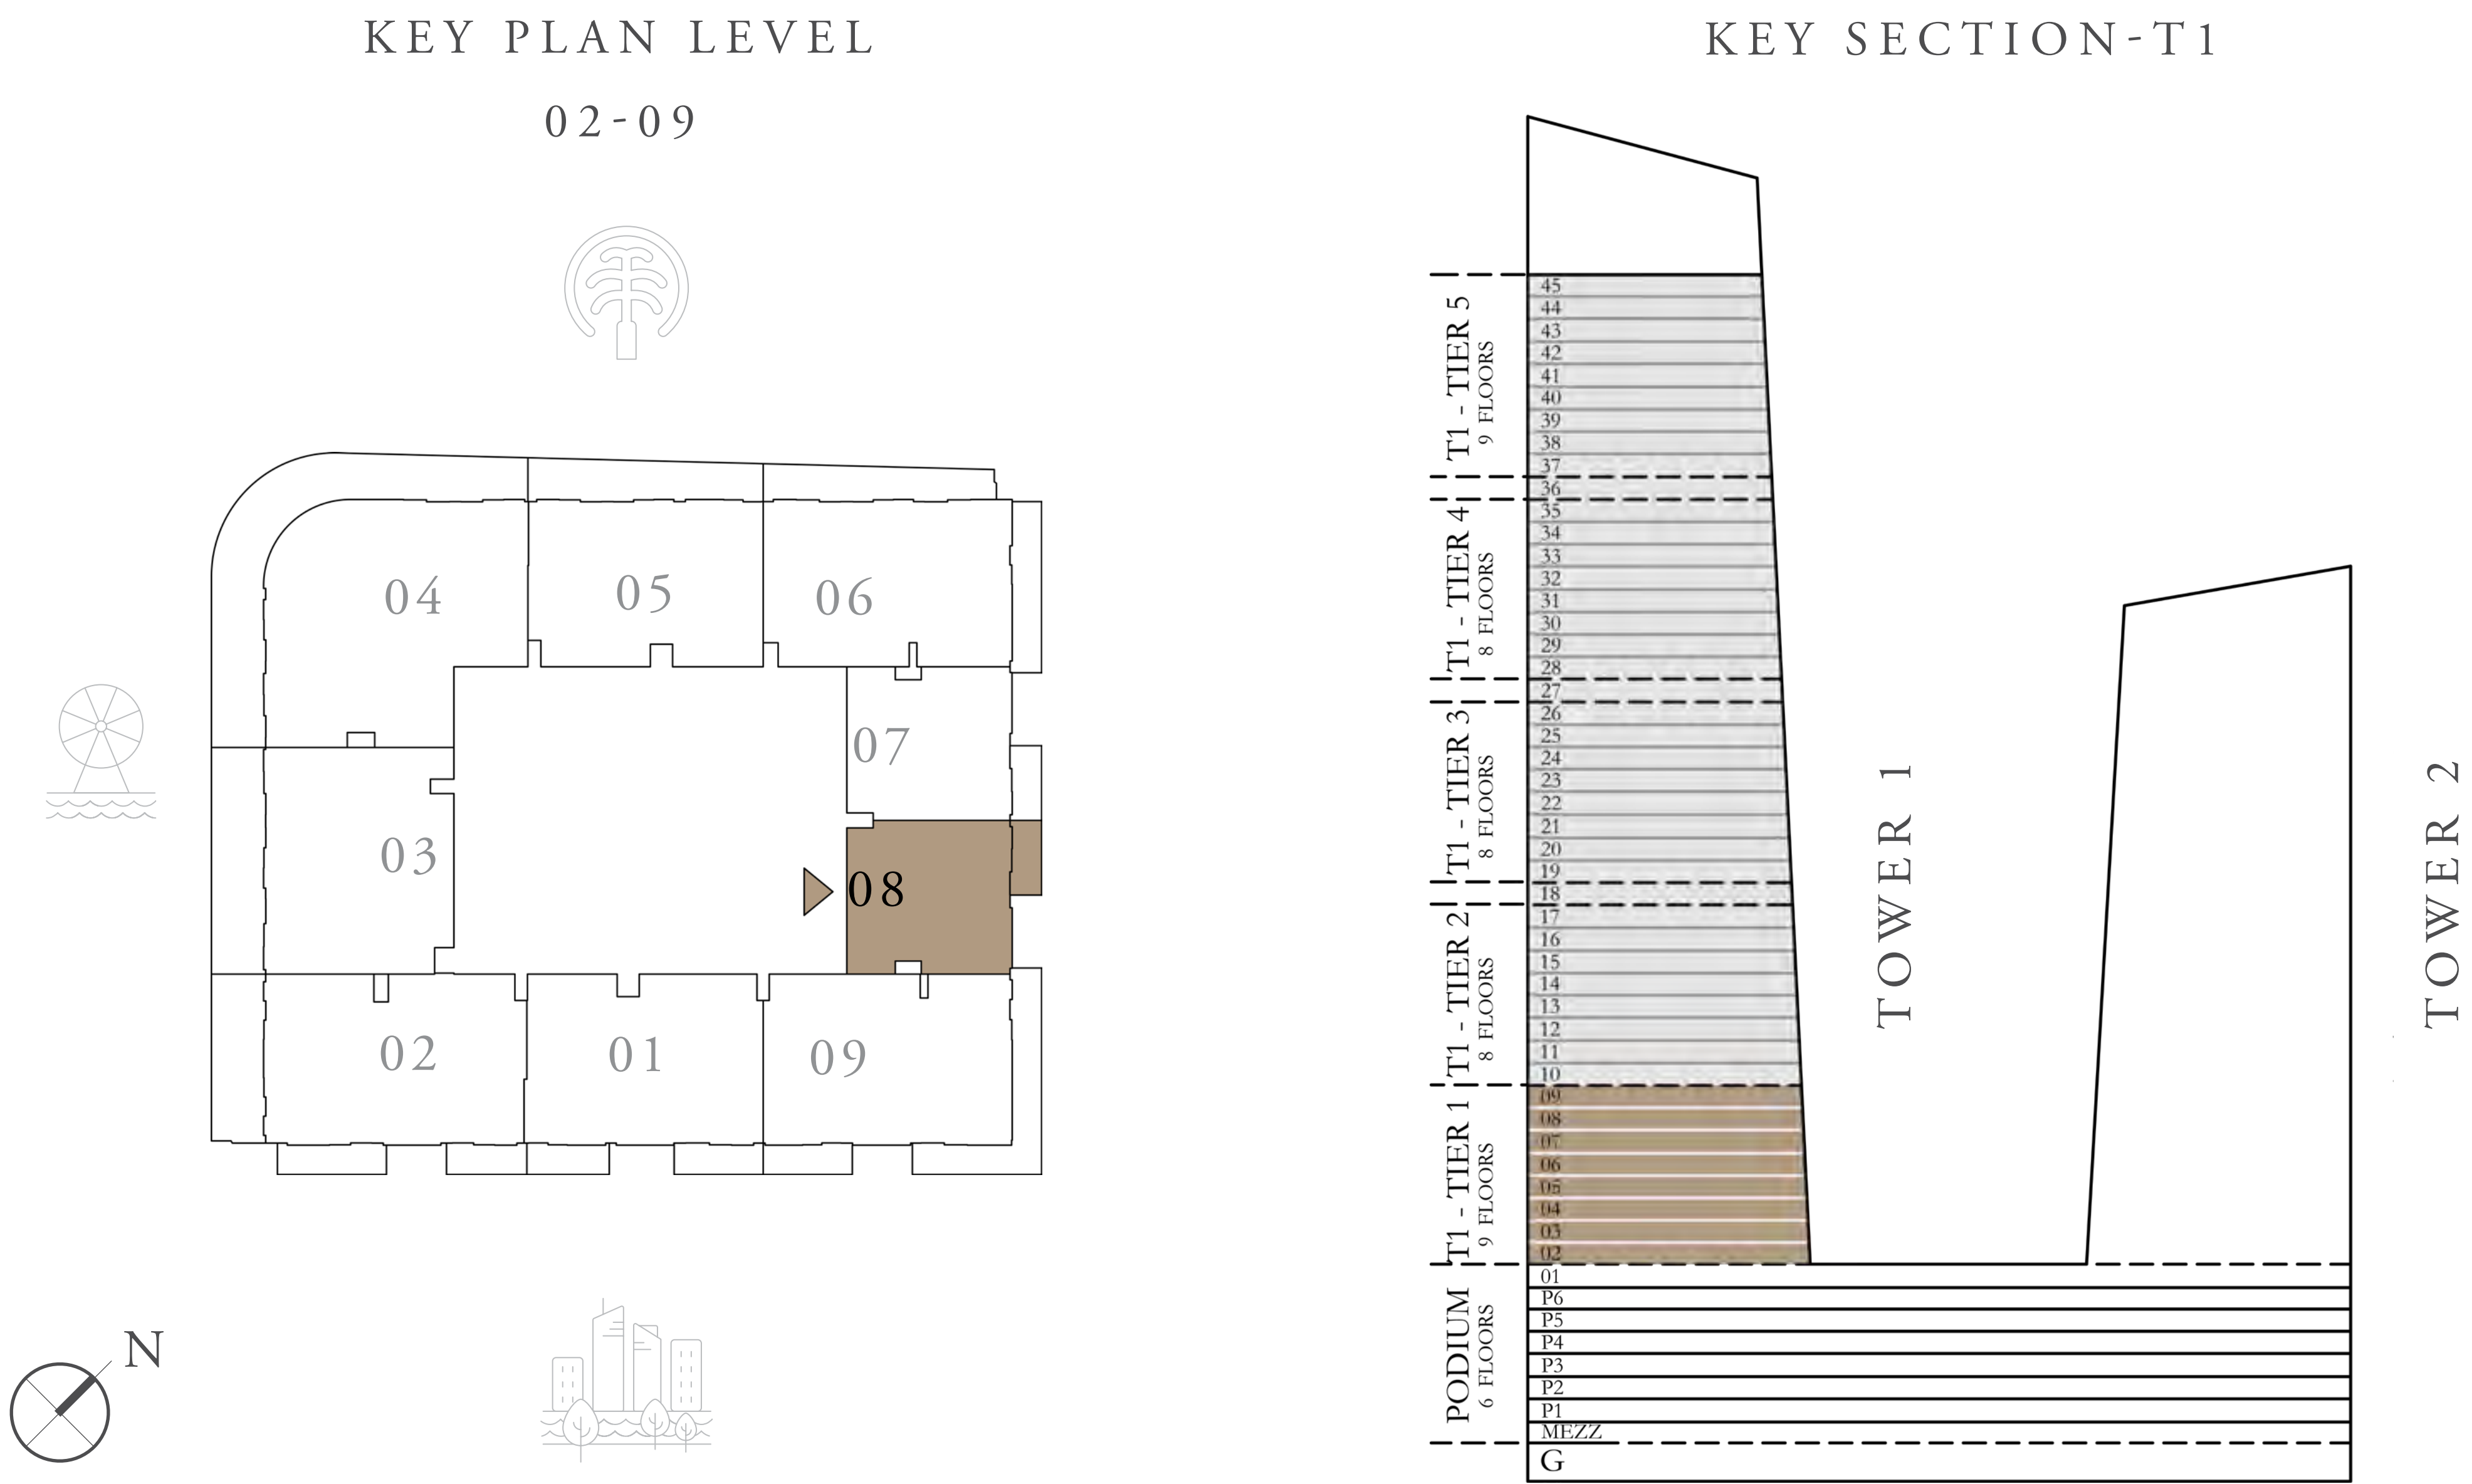 KEY PLAN LEVEL
02-09
04
05
06
07
03
08
02
01
09
N
KEY SECTION-T1
T1 - TIER 5
9 FLOORS
T1 - TIER 4
8 FLOORS
T1 - TIER 3
8 FLOORS
T1 - TIER 2
8 FLOORS
T1 - TIER 1
9 FLOORS
PODIUM
6 FLOORS
45
44
43
42
41
40
39
38
37
36
35
34
33
32
31
30
29
28
27
26
25
24
23
22
21
20
19
18
17
16
15
14
13
12
11
10
09
08
07
06
05
04
03
02
01
P6
P5
P4
P3
P2
P1
MEZZ
G
TOWER 1
TOWER 2